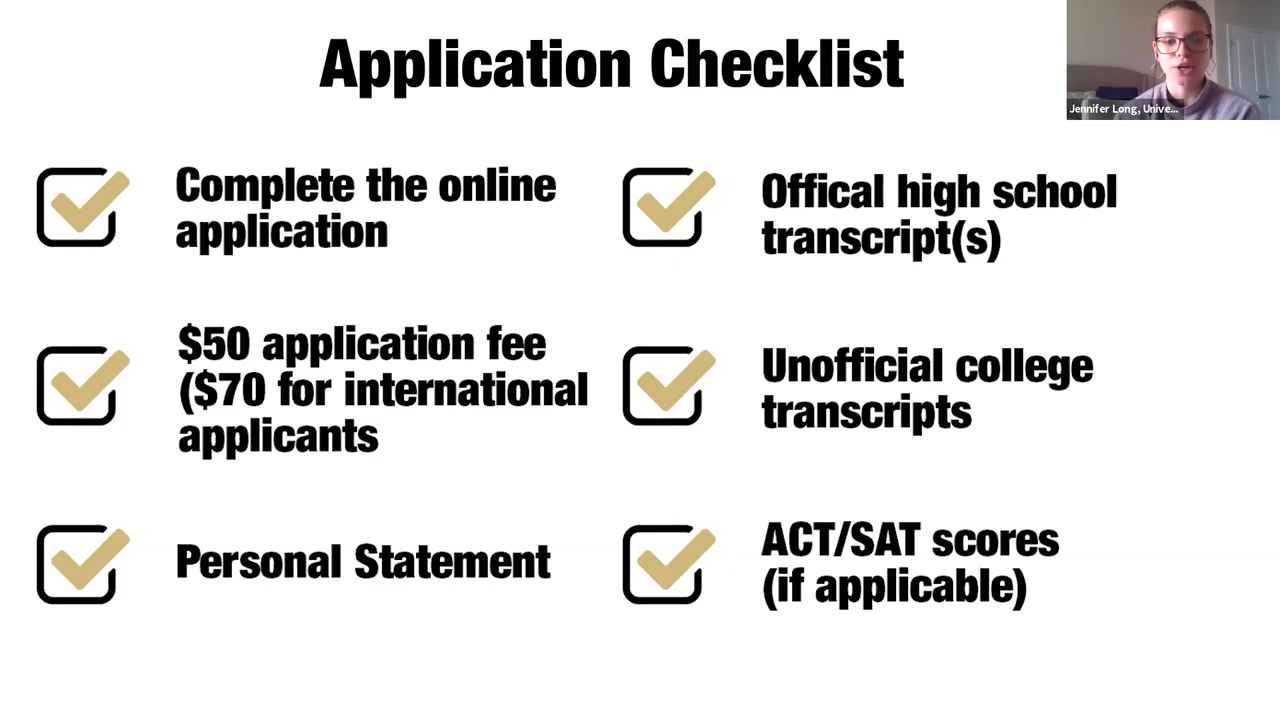 Application Checklist
Jennifer Long, Unive...
Complete the online
application
$50 application fee
($70 for international
applicants
Personal Statement
Offical high school
transcript(s)
Unofficial college
transcripts
ACT/SAT scores
(if applicable)